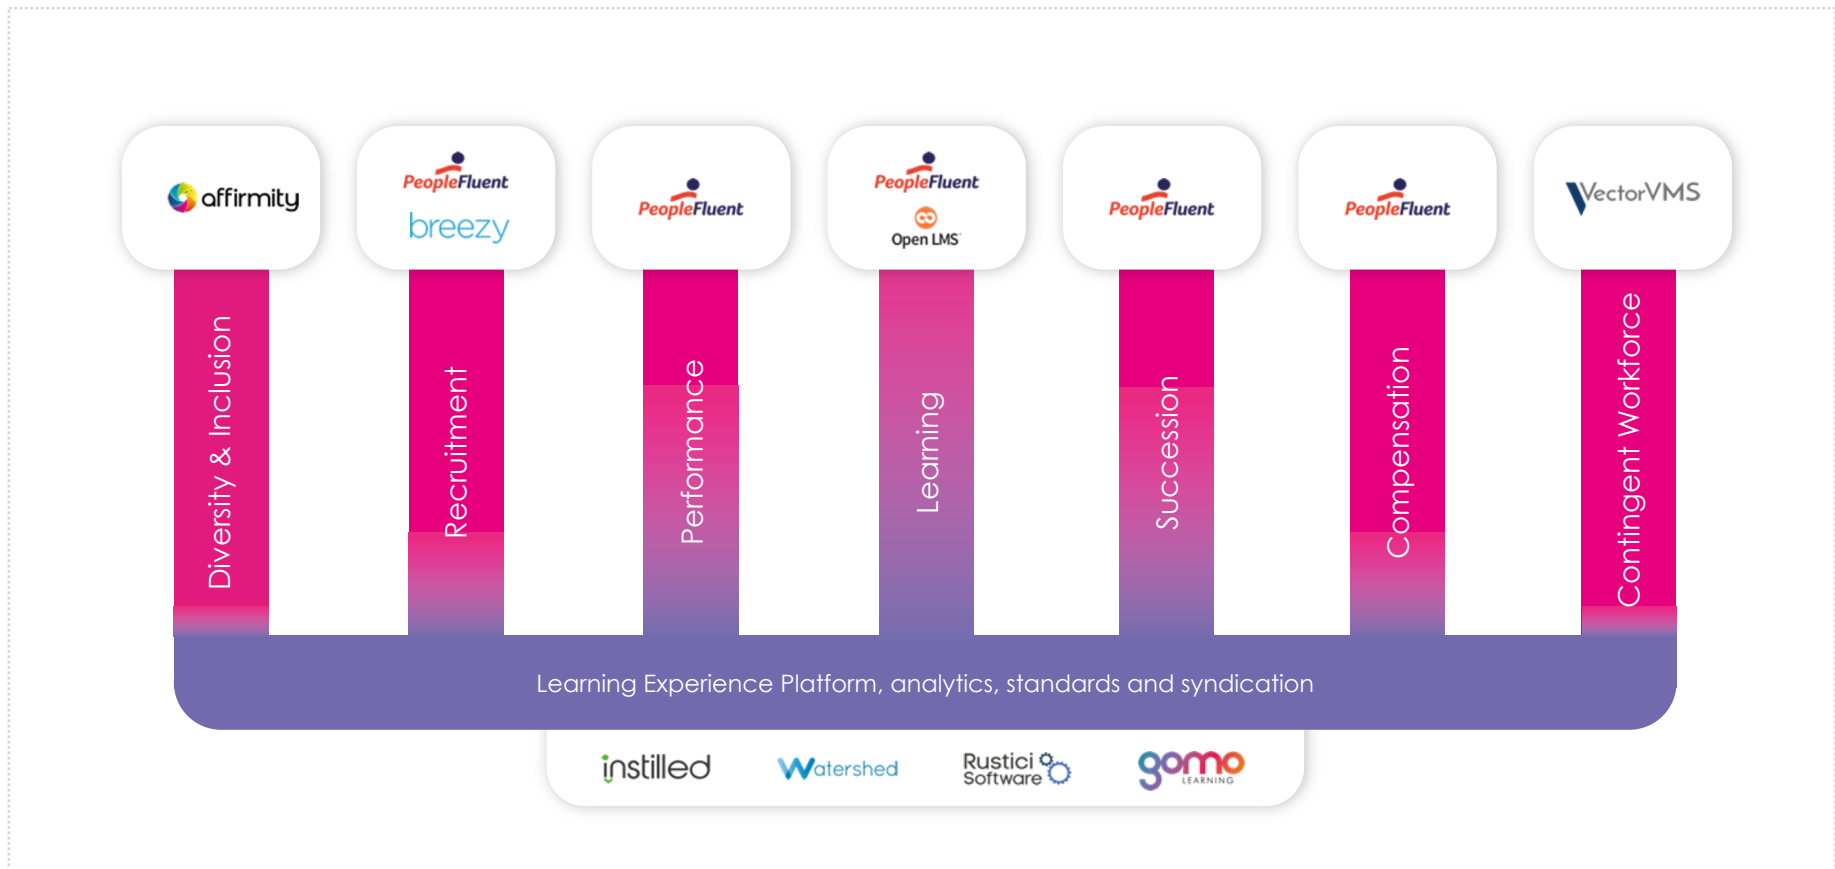 affirmity
PeopleFluent
breezy
PeopleFluent
PeopleFluent
Open LMS
PeopleFluent
PeopleFluent
VectorVMS
Diversity & Inclusion
Recruitment
Performance
Learning
Succession
Compensation
Contingent Workforce
Learning Experience Platform, analytics, standards and syndication
instilled
Watershed
Rustici
Software
gomo
LEARNING